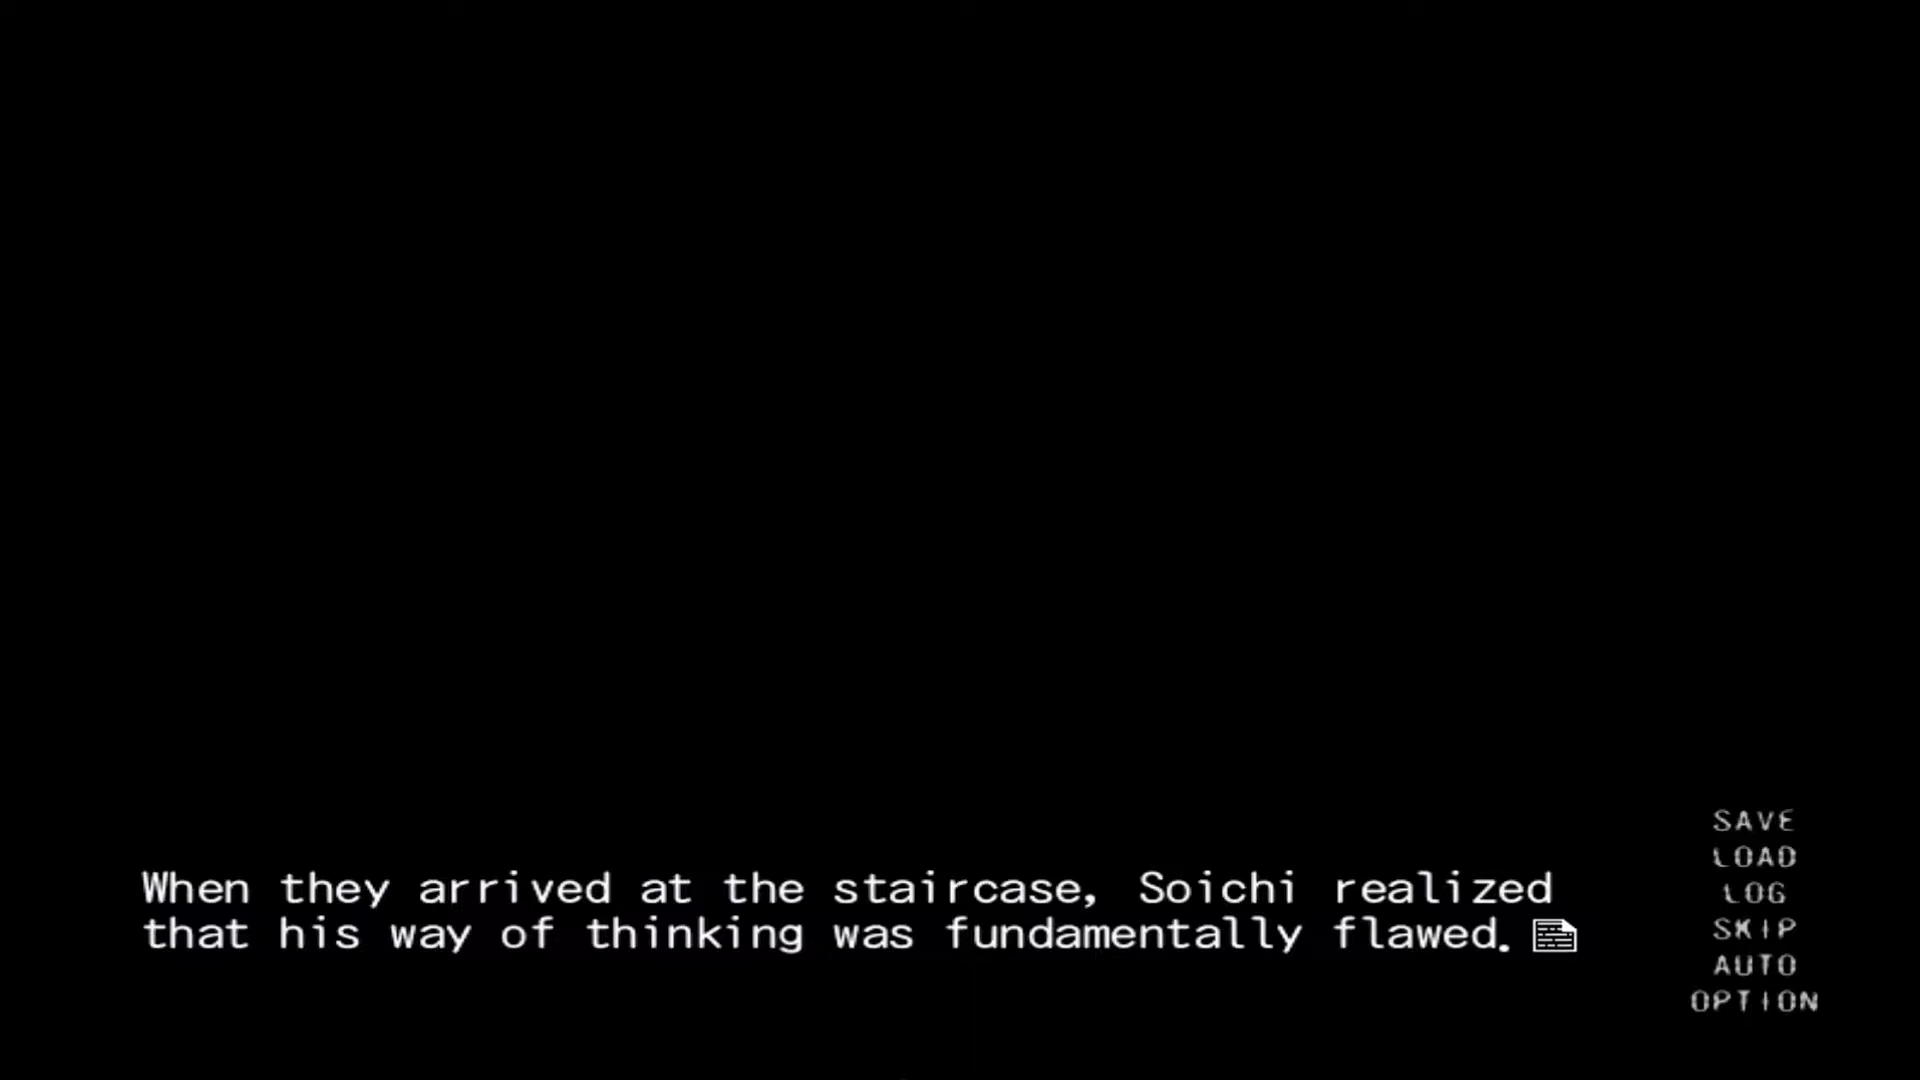 When they arrived at the staircase, Soichi realized
that his way of thinking was fundamentally flawed.
SAVE
LOAD
LOG
SKIP
AUTO
OPTION